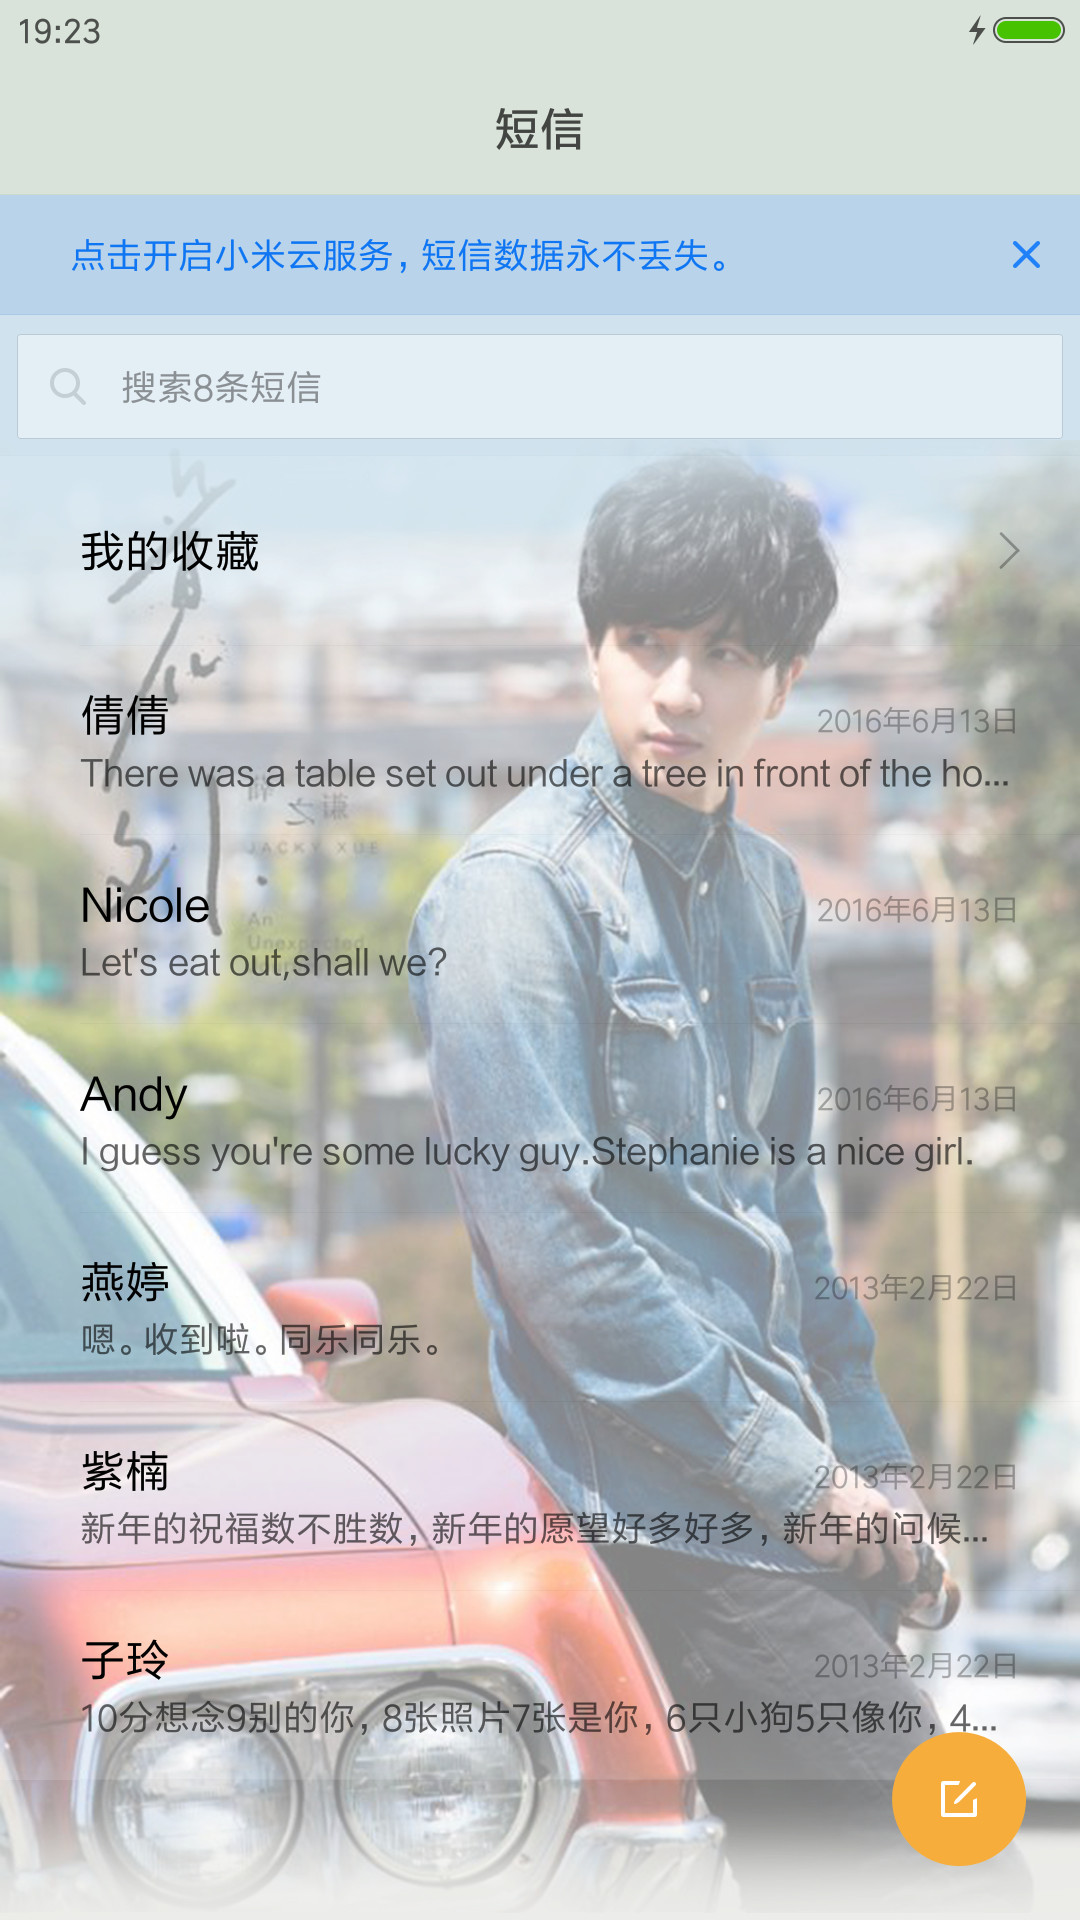 19:23
短信
点击开启小米云服务，短信数据永不丢失。
搜索8条短信
我的收藏
倩倩
2016年6月13日
There was a table set out under a tree in front of the ho...
薛之谦
JACKY XUE
Nicole
2016年6月13日
An
Unexpected
Let's eat out,shall we?
Andy
2016年6月13日
I guess you're some lucky guy.Stephanie is a nice girl.
燕婷
2013年2月22日
嗯。收到啦。同乐同乐。
紫楠
2013年2月22日
新年的祝福数不胜数，新年的愿望好多好多，新年的问候...
子玲
2013年2月22日
10分想念9别的你，8张照片7张是你，6只小狗5只像你，4...